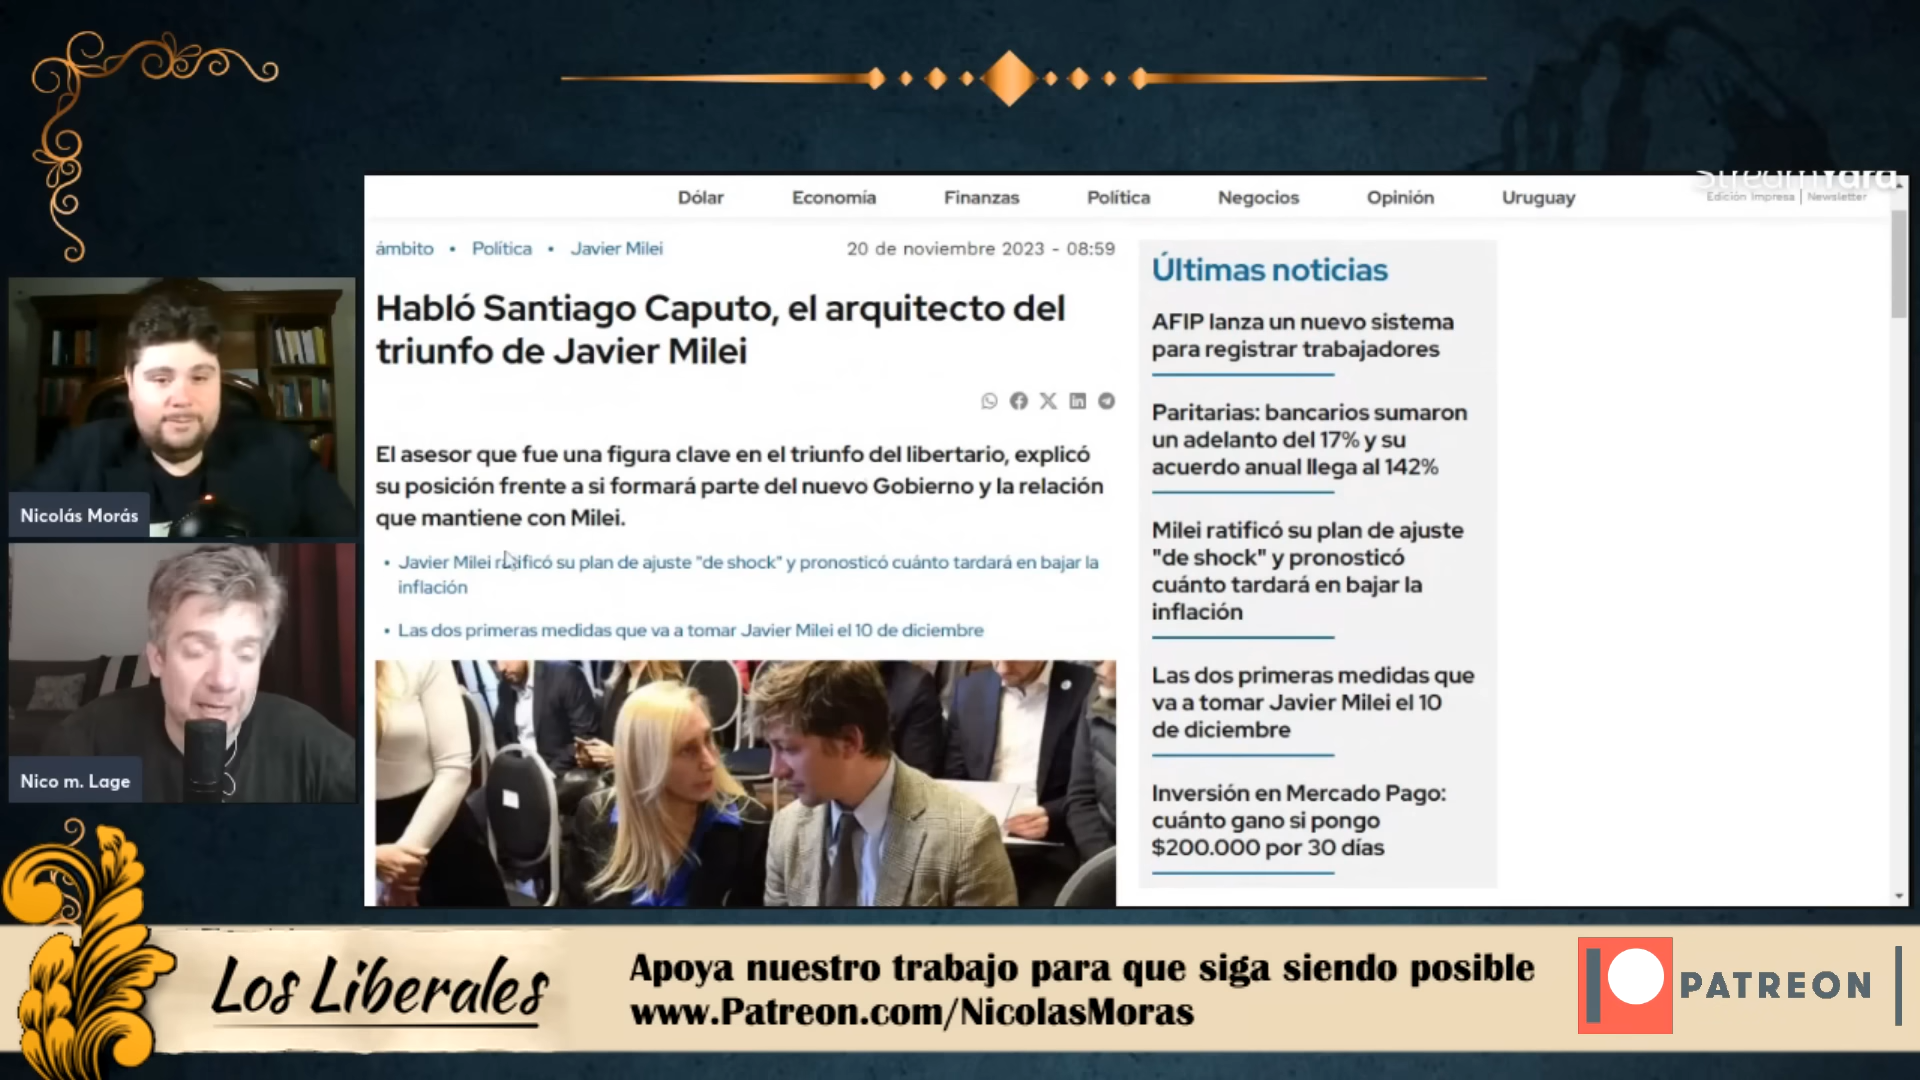 StreamYard
Dólar Economía Finanzas Política Negocios Opinión Uruguay
Edición Impresa | Newsletter
ámbito • Política • Javier Milei
20 de noviembre 2023 - 08:59
Habló Santiago Caputo, el arquitecto del
triunfo de Javier Milei
El asesor que fue una figura clave en el triunfo del libertario, explicó
su posición frente a si formará parte del nuevo Gobierno y la relación
que mantiene con Milei.
• Javier Milei ratificó su plan de ajuste "de shock" y pronosticó cuánto tardará en bajar la
inflación
• Las dos primeras medidas que va a tomar Javier Milei el 10 de diciembre
Últimas noticias
AFIP lanza un nuevo sistema
para registrar trabajadores
Paritarias: bancarios sumaron
un adelanto del 17% y su
acuerdo anual llega al 142%
Milei ratificó su plan de ajuste
"de shock" y pronosticó
cuánto tardará en bajar la
inflación
Las dos primeras medidas que
va a tomar Javier Milei el 10
de diciembre
Inversión en Mercado Pago:
cuánto gano si pongo
$200.000 por 30 días
Nicolás Morás
Nico m. Lage
Los Liberales
Apoya nuestro trabajo para que siga siendo posible
www.Patreon.com/NicolasMoras
PATREON